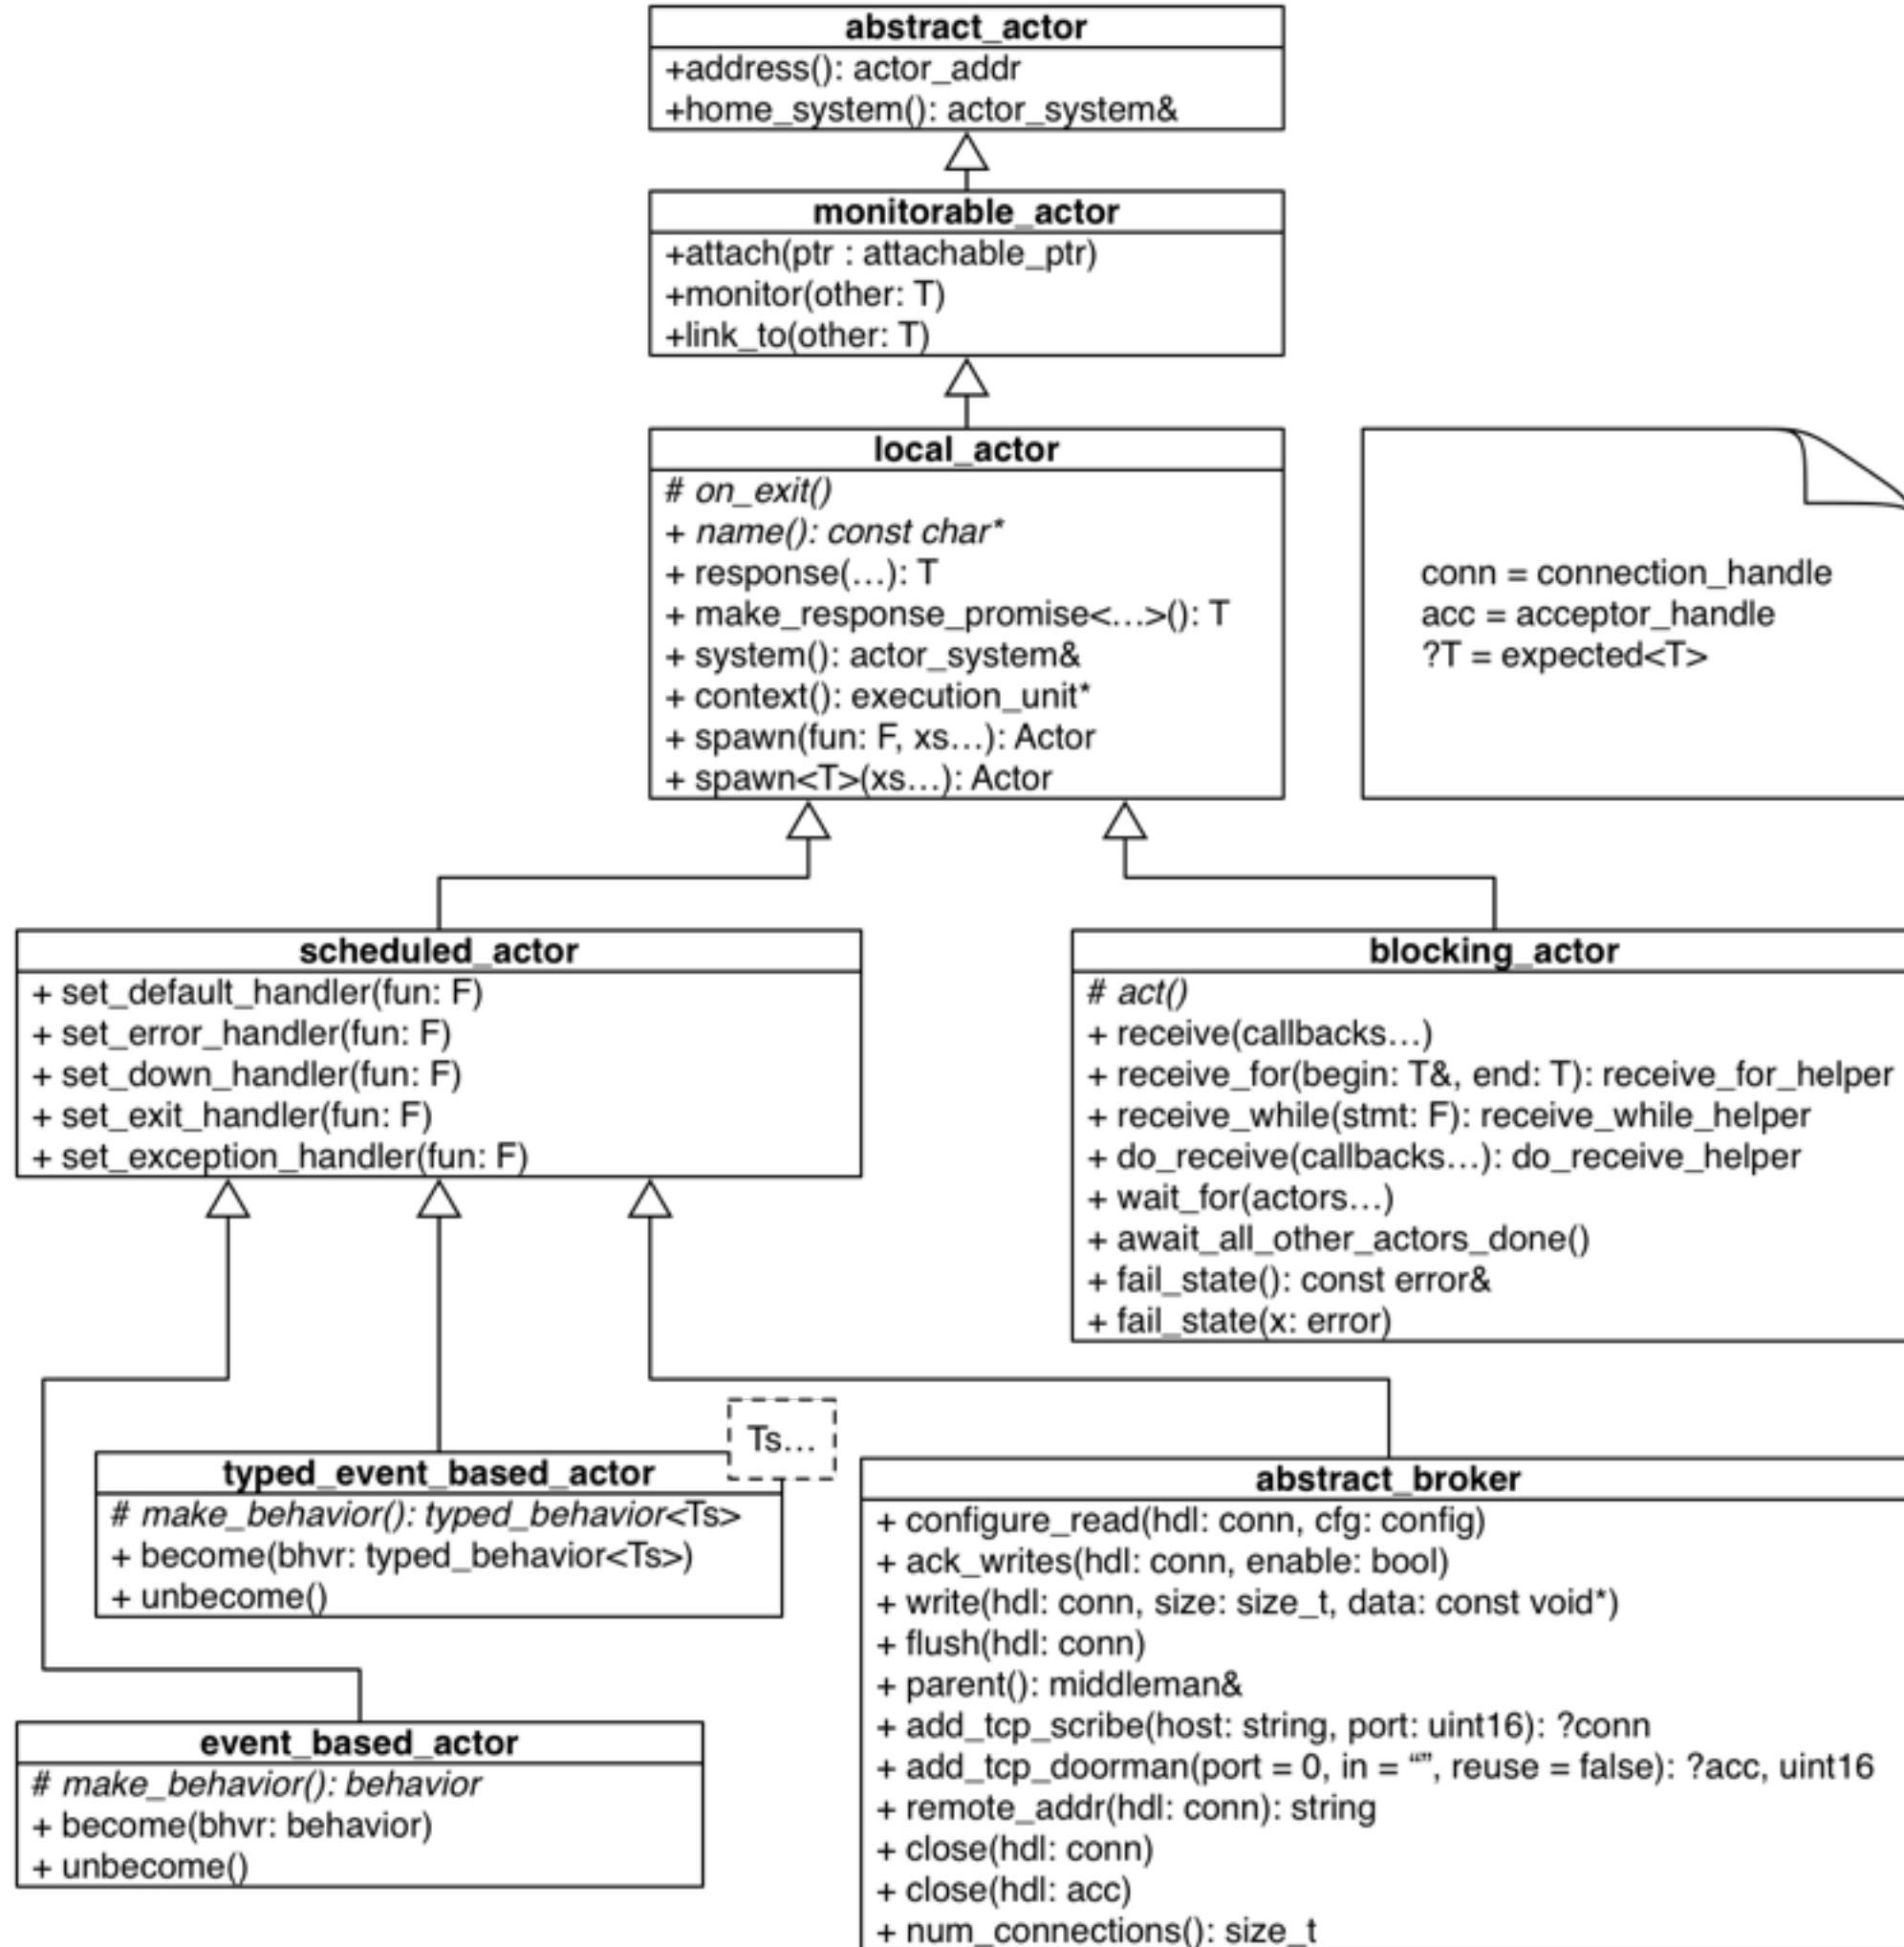 abstract_actor
+address(): actor_addr
+home_system(): actor_system&
monitorable_actor
+attach(ptr : attachable_ptr)
+monitor(other: T)
+link_to(other: T)
local_actor
# on_exit()
+ name(): const char*
+ response(…): T
+ make_response_promise<…>(): T
+ system(): actor_system&
+ context(): execution_unit*
+ spawn(fun: F, xs…): Actor
+ spawn<T>(xs…): Actor
conn = connection_handle
acc = acceptor_handle
?T = expected<T>
scheduled_actor
+ set_default_handler(fun: F)
+ set_error_handler(fun: F)
+ set_down_handler(fun: F)
+ set_exit_handler(fun: F)
+ set_exception_handler(fun: F)
blocking_actor
# act()
+ receive(callbacks…)
+ receive_for(begin: T&, end: T): receive_for_helper
+ receive_while(stmt: F): receive_while_helper
+ do_receive(callbacks…): do_receive_helper
+ wait_for(actors…)
+ await_all_other_actors_done()
+ fail_state(): const error&
+ fail_state(x: error)
Ts…
typed_event_based_actor
# make_behavior(): typed_behavior<Ts>
+ become(bhvr: typed_behavior<Ts>)
+ unbecome()
event_based_actor
# make_behavior(): behavior
+ become(bhvr: behavior)
+ unbecome()
abstract_broker
+ configure_read(hdl: conn, cfg: config)
+ ack_writes(hdl: conn, enable: bool)
+ write(hdl: conn, size: size_t, data: const void*)
+ flush(hdl: conn)
+ parent(): middleman&
+ add_tcp_scribe(host: string, port: uint16): ?conn
+ add_tcp_doorman(port = 0, in = “”, reuse = false): ?acc, uint16
+ remote_addr(hdl: conn): string
+ close(hdl: conn)
+ close(hdl: acc)
+ num_connections(): size_t